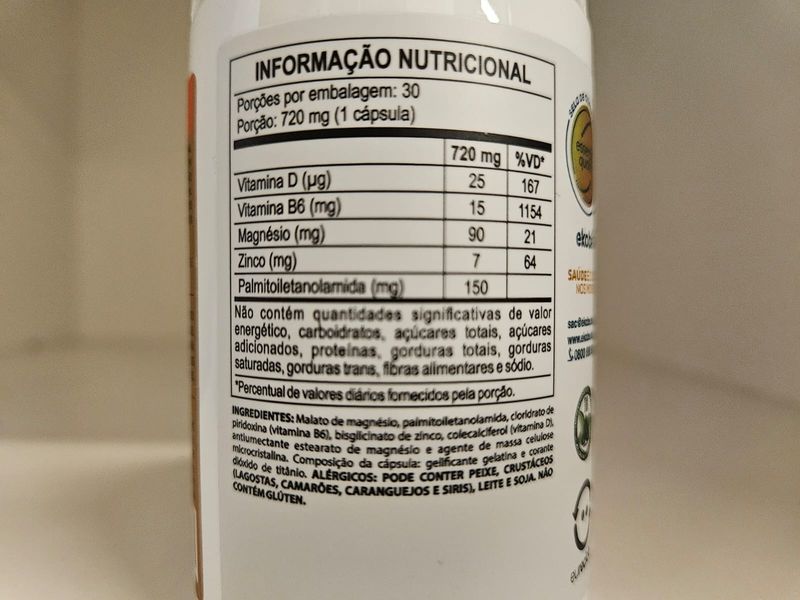 INFORMAÇÃO NUTRICIONAL
Porções por embalagem: 30
Porção: 720 mg (1 cápsula)
720 mg %VD*
Vitamina D (µg) 25 167
Vitamina B6 (mg) 15 1154
Magnésio (mg) 90 21
Zinco (mg) 7 64
Palmitoiletanolamida (mg) 150
Não contém quantidades significativas de valor
energético, carboidratos, açúcares totais, açúcares
adicionados, proteínas, gorduras totais, gorduras
saturadas, gorduras trans, fibras alimentares e sódio.
*Percentual de valores diários fornecidos pela porção.
INGREDIENTES: Malato de magnésio, palmitoiletanolamida, cloridrato de
piridoxina (vitamina B6), bisglicinato de zinco, colecalciferol (vitamina D),
antiumectante estearato de magnésio e agente de massa celulose
microcristalina. Composição da cápsula: gelificante gelatina e corante
dióxido de titânio. ALÉRGICOS: PODE CONTER PEIXE, CRUSTÁCEOS
(LAGOSTAS, CAMARÕES, CARANGUEJOS E SIRIS), LEITE E SOJA. NÃO
CONTÉM GLÚTEN.
SELO DE
SAÚDE
0800